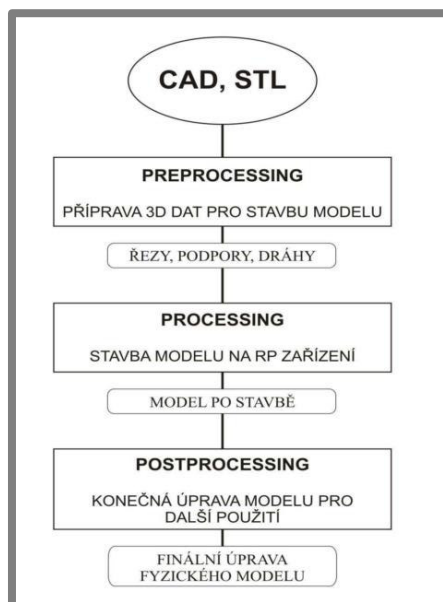 CAD, STL
PREPROCESSING
PŘÍPRAVA 3D DAT PRO STAVBU MODELU
ŘEZY, PODPORY, DRÁHY
PROCESSING
STAVBA MODELU NA RP ZAŘÍZENÍ
MODEL PO STAVBĚ
POSTPROCESSING
KONEČNÁ ÚPRAVA MODELU PRO
DALŠÍ POUŽITÍ
FINÁLNÍ ÚPRAVA
FYZICKÉHO MODELU